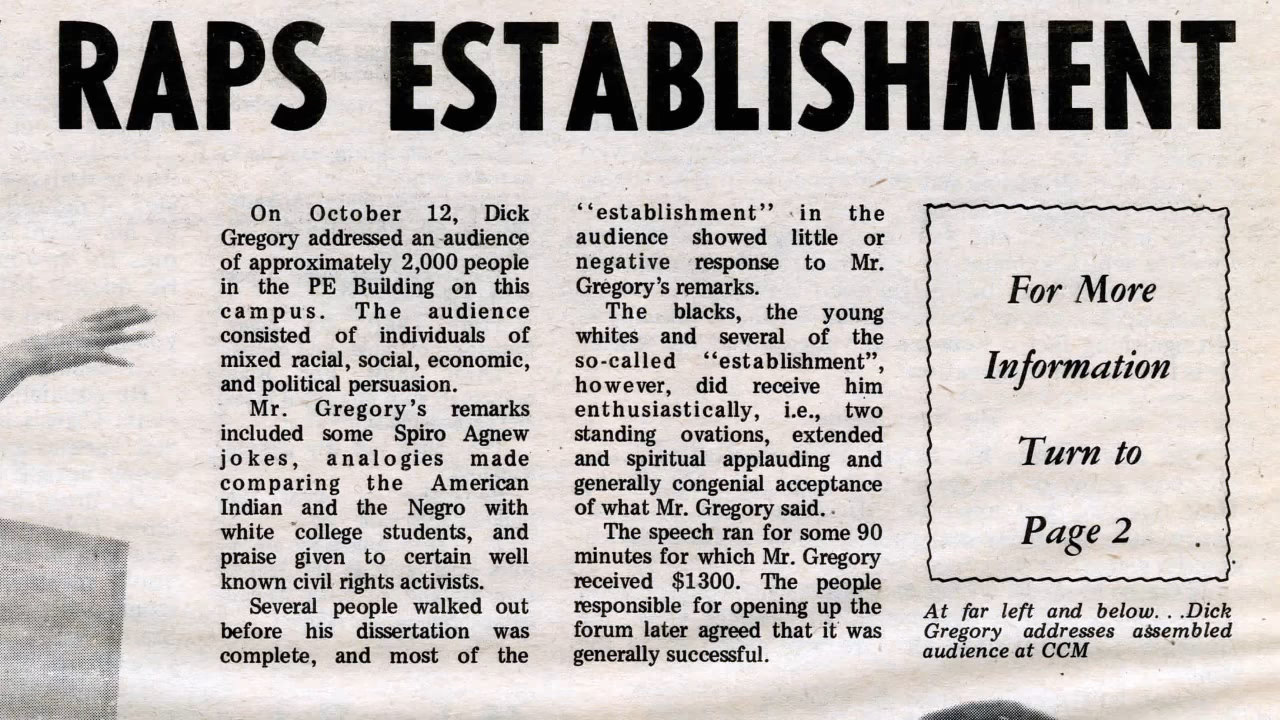 RAPS ESTABLISHMENT
On October 12, Dick
Gregory addressed an audience
of approximately 2,000 people
in the PE Building on this
campus. The audience
consisted of individuals of
mixed racial, social, economic,
and political persuasion.
Mr. Gregory's remarks
included some Spiro Agnew
jokes, analogies made
comparing the American
Indian and the Negro with
white college students, and
praise given to certain well
known civil rights activists.
Several people walked out
before his dissertation was
complete, and most of the
"establishment" in the
audience showed little or
negative response to Mr.
Gregory's remarks.
The blacks, the young
whites and several of the
so-called "establishment",
however, did receive him
enthusiastically, i.e., two
standing ovations, extended
and spiritual applauding and
generally congenial acceptance
of what Mr. Gregory said.
The speech ran for some 90
minutes for which Mr. Gregory
received $1300. The people
responsible for opening up the
forum later agreed that it was
generally successful.
For More
Information
Turn to
Page 2
At far left and below. . .Dick
Gregory addresses assembled
audience at CCM